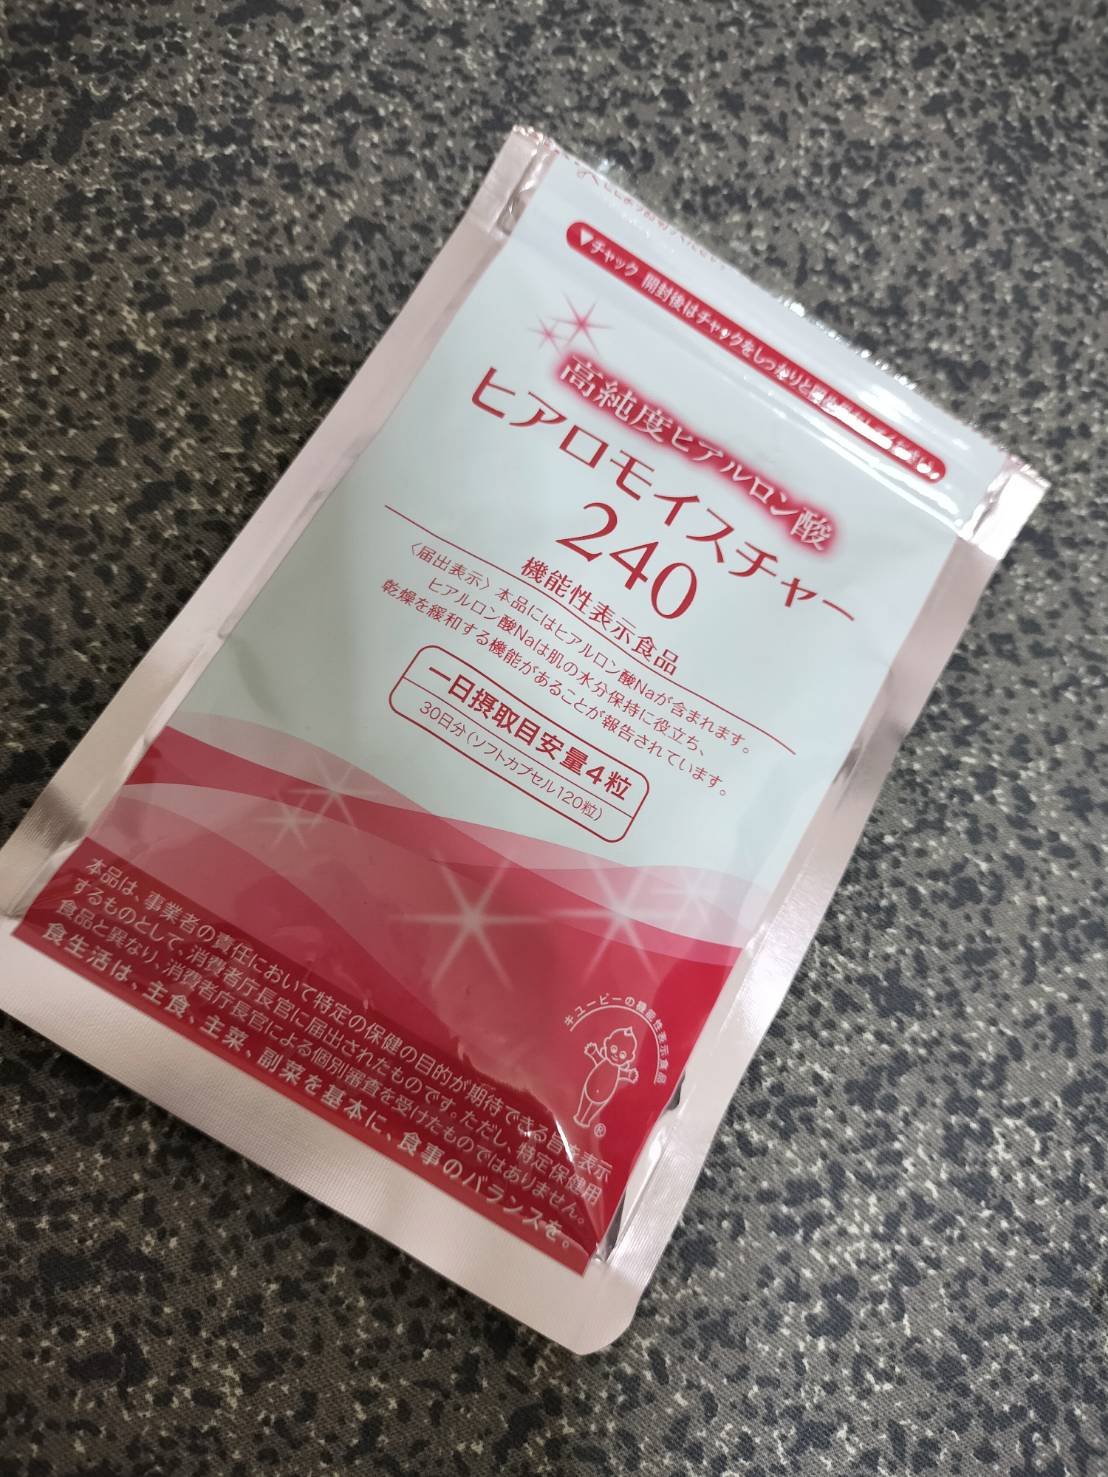 ▼チャック 開封後はチャックをしっかりと
ください。
高純度ヒアルロン酸
ヒアロモイスチャー
240
機能性表示食品
〈届出表示〉本品にはヒアルロン酸Naが含まれます。
ヒアルロン酸Naは肌の水分保持に役立ち、
乾燥を緩和する機能があることが報告されています。
一日摂取目安量4粒
30日分(ソフトカプセル120粒)
キユーピーの機能性表示食品
®
本品は、事業者の責任において特定の保健の目的が期待できる旨を表示
するものとして、消費者庁長官に届出されたものです。ただし、特定保健用
食品と異なり、消費者庁長官による個別審査を受けたものではありません。
食生活は、主食、主菜、副菜を基本に、食事のバランスを。